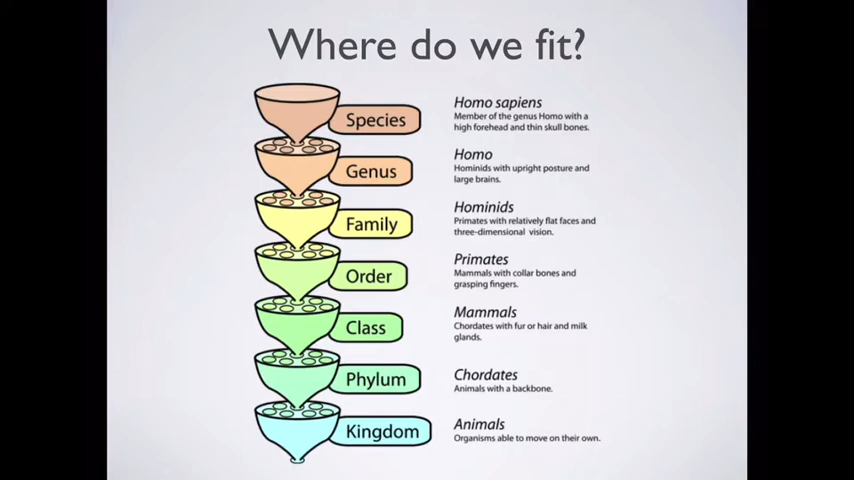 Where do we fit?
Species
Homo sapiens
Member of the genus Homo with a
high forehead and thin skull bones.
Genus
Homo
Hominids with upright posture and
large brains.
Family
Hominids
Primates with relatively flat faces and
three-dimensional vision.
Order
Primates
Mammals with collar bones and
grasping fingers.
Class
Mammals
Chordates with fur or hair and milk
glands.
Phylum
Chordates
Animals with a backbone.
Kingdom
Animals
Organisms able to move on their own.